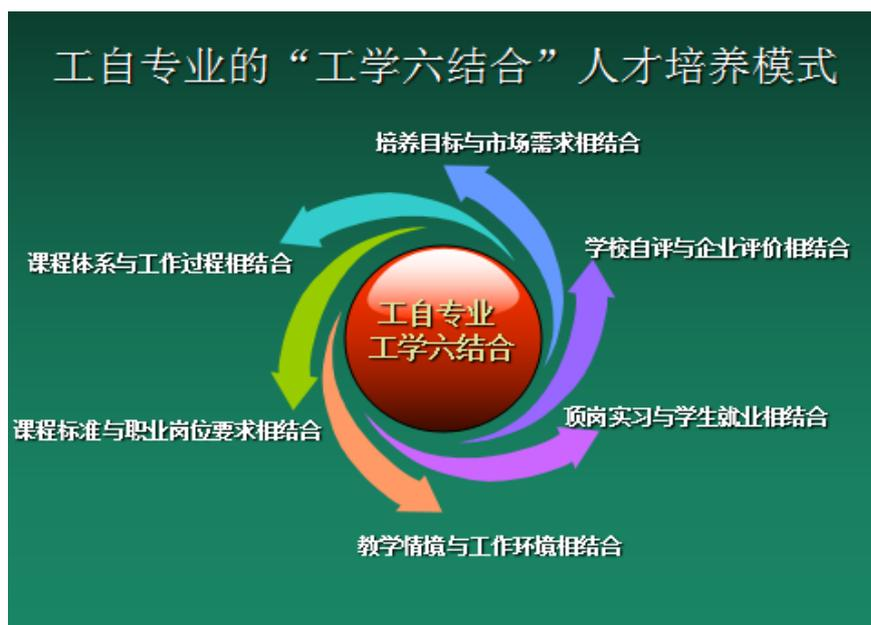 工自专业的“工学六结合”人才培养模式
培养目标与市场需求相结合
学校自评与企业评价相结合
课程体系与工作过程相结合
工自专业
工学六结合
顶岗实习与学生就业相结合
课程标准与职业岗位要求相结合
教学情境与工作环境相结合